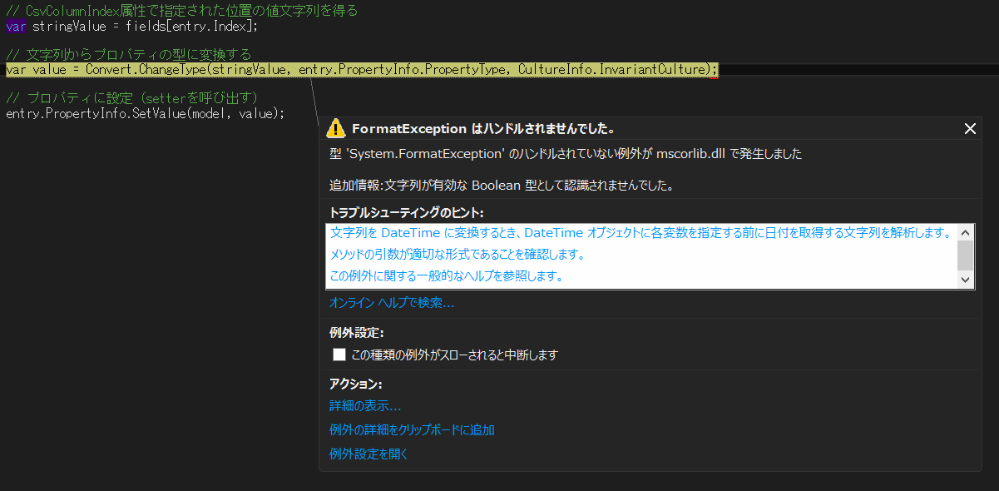 // CsvColumnIndex属性で指定された位置の値文字列を得る
var stringValue = fields[entry.Index];
// 文字列からプロパティの型に変換する
var value = Convert.ChangeType(stringValue, entry.PropertyInfo.PropertyType, CultureInfo.InvariantCulture);
// プロパティに設定（setterを呼び出す）
entry.PropertyInfo.SetValue(model, value);
FormatException はハンドルされませんでした。
型 'System.FormatException' のハンドルされていない例外が mscorlib.dll で発生しました
追加情報:文字列が有効な Boolean 型として認識されませんでした。
トラブルシューティングのヒント:
文字列を DateTime に変換するとき、DateTime オブジェクトに各変数を指定する前に日付を取得する文字列を解析します。
メソッドの引数が適切な形式であることを確認します。
この例外に関する一般的なヘルプを参照します。
オンライン ヘルプで検索...
例外設定:
この種類の例外がスローされると中断します
アクション:
詳細の表示...
例外の詳細をクリップボードに追加
例外設定を開く